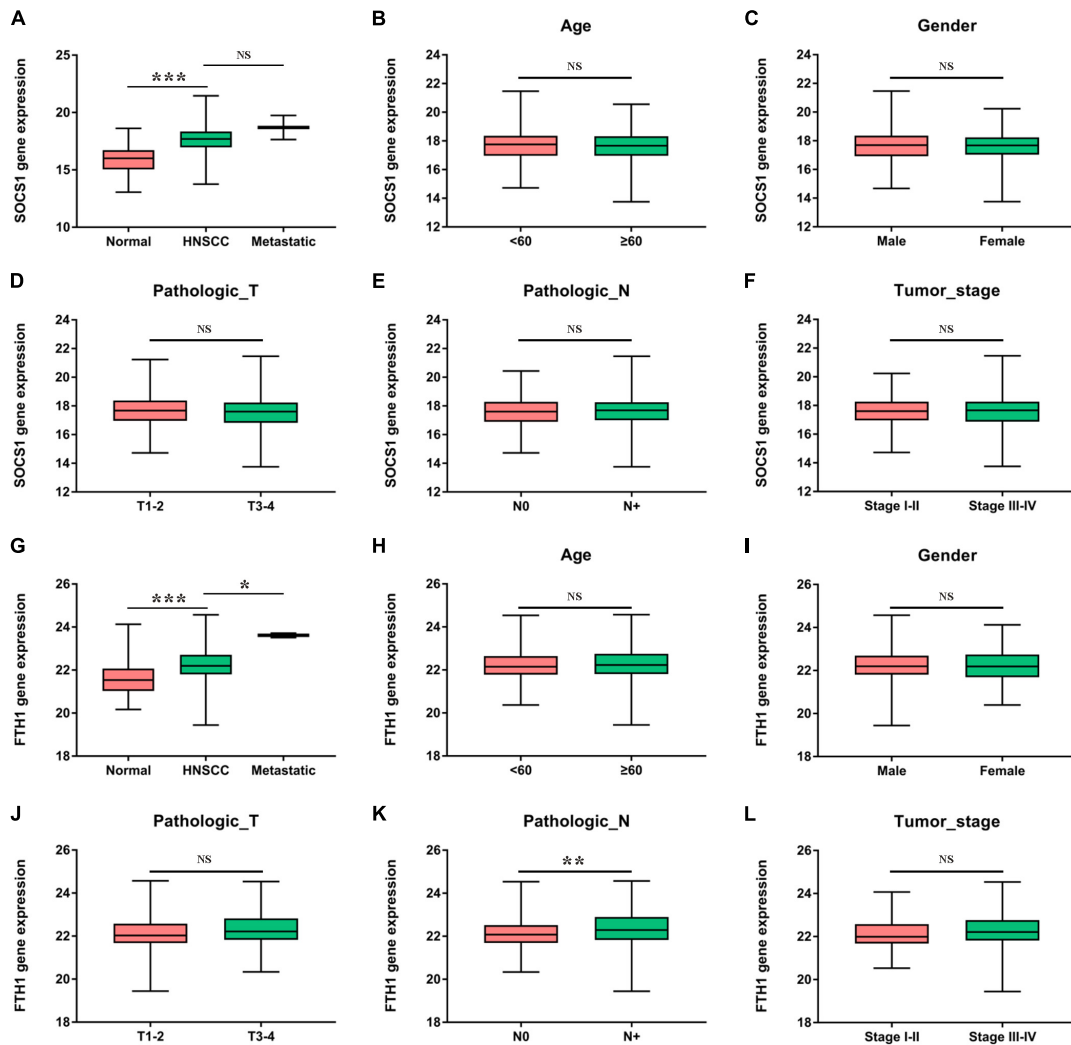 A
SOCS1 gene expression
25
20
15
10
***
NS
Normal HNSCC Metastatic
B
Age
SOCS1 gene expression
24
22
20
18
16
14
12
NS
<60 ≥60
C
Gender
SOCS1 gene expression
24
22
20
18
16
14
12
NS
Male Female
D
Pathologic_T
SOCS1 gene expression
24
22
20
18
16
14
12
NS
T1-2 T3-4
E
Pathologic_N
SOCS1 gene expression
24
22
20
18
16
14
12
NS
N0 N+
F
Tumor_stage
SOCS1 gene expression
24
22
20
18
16
14
12
NS
Stage I-II Stage III-IV
G
FTH1 gene expression
26
24
22
20
18
***
*
Normal HNSCC Metastatic
H
Age
FTH1 gene expression
26
24
22
20
18
NS
<60 ≥60
I
Gender
FTH1 gene expression
26
24
22
20
18
NS
Male Female
J
Pathologic_T
FTH1 gene expression
26
24
22
20
18
NS
T1-2 T3-4
K
Pathologic_N
FTH1 gene expression
26
24
22
20
18
**
N0 N+
L
Tumor_stage
FTH1 gene expression
26
24
22
20
18
NS
Stage I-II Stage III-IV